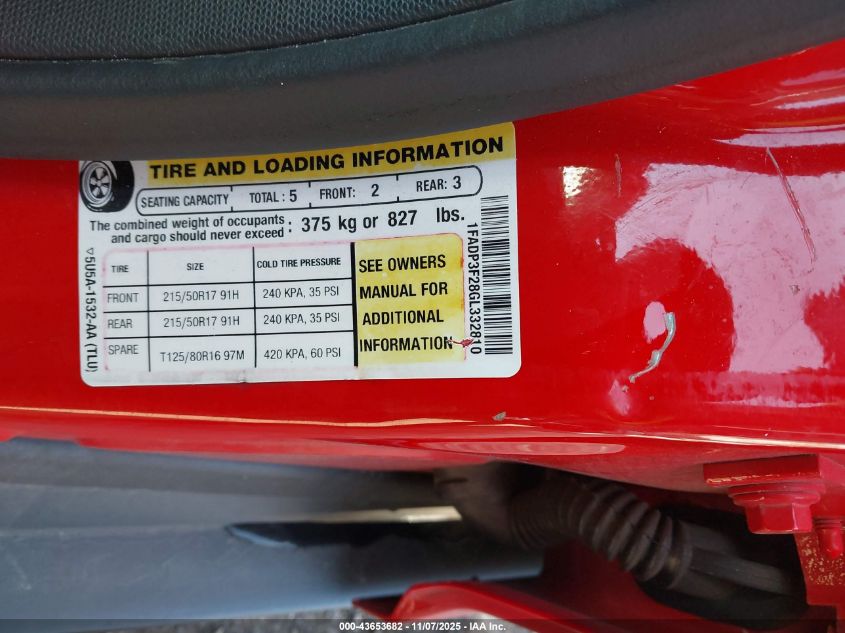 TIRE AND LOADING INFORMATION
SEATING CAPACITY TOTAL : 5 FRONT: 2 REAR: 3
The combined weight of occupants and cargo should never exceed : 375 kg or 827 lbs.
TIRE SIZE COLD TIRE PRESSURE
FRONT 215/50R17 91H 240 KPA, 35 PSI
REAR 215/50R17 91H 240 KPA, 35 PSI
SPARE T125/80R16 97M 420 KPA, 60 PSI
SEE OWNERS
MANUAL FOR
ADDITIONAL
INFORMATION
1FADP3F28GL332810
5U5A-1532-AA (TLU)
000-43653682 - 11/07/2025 - IAA Inc.